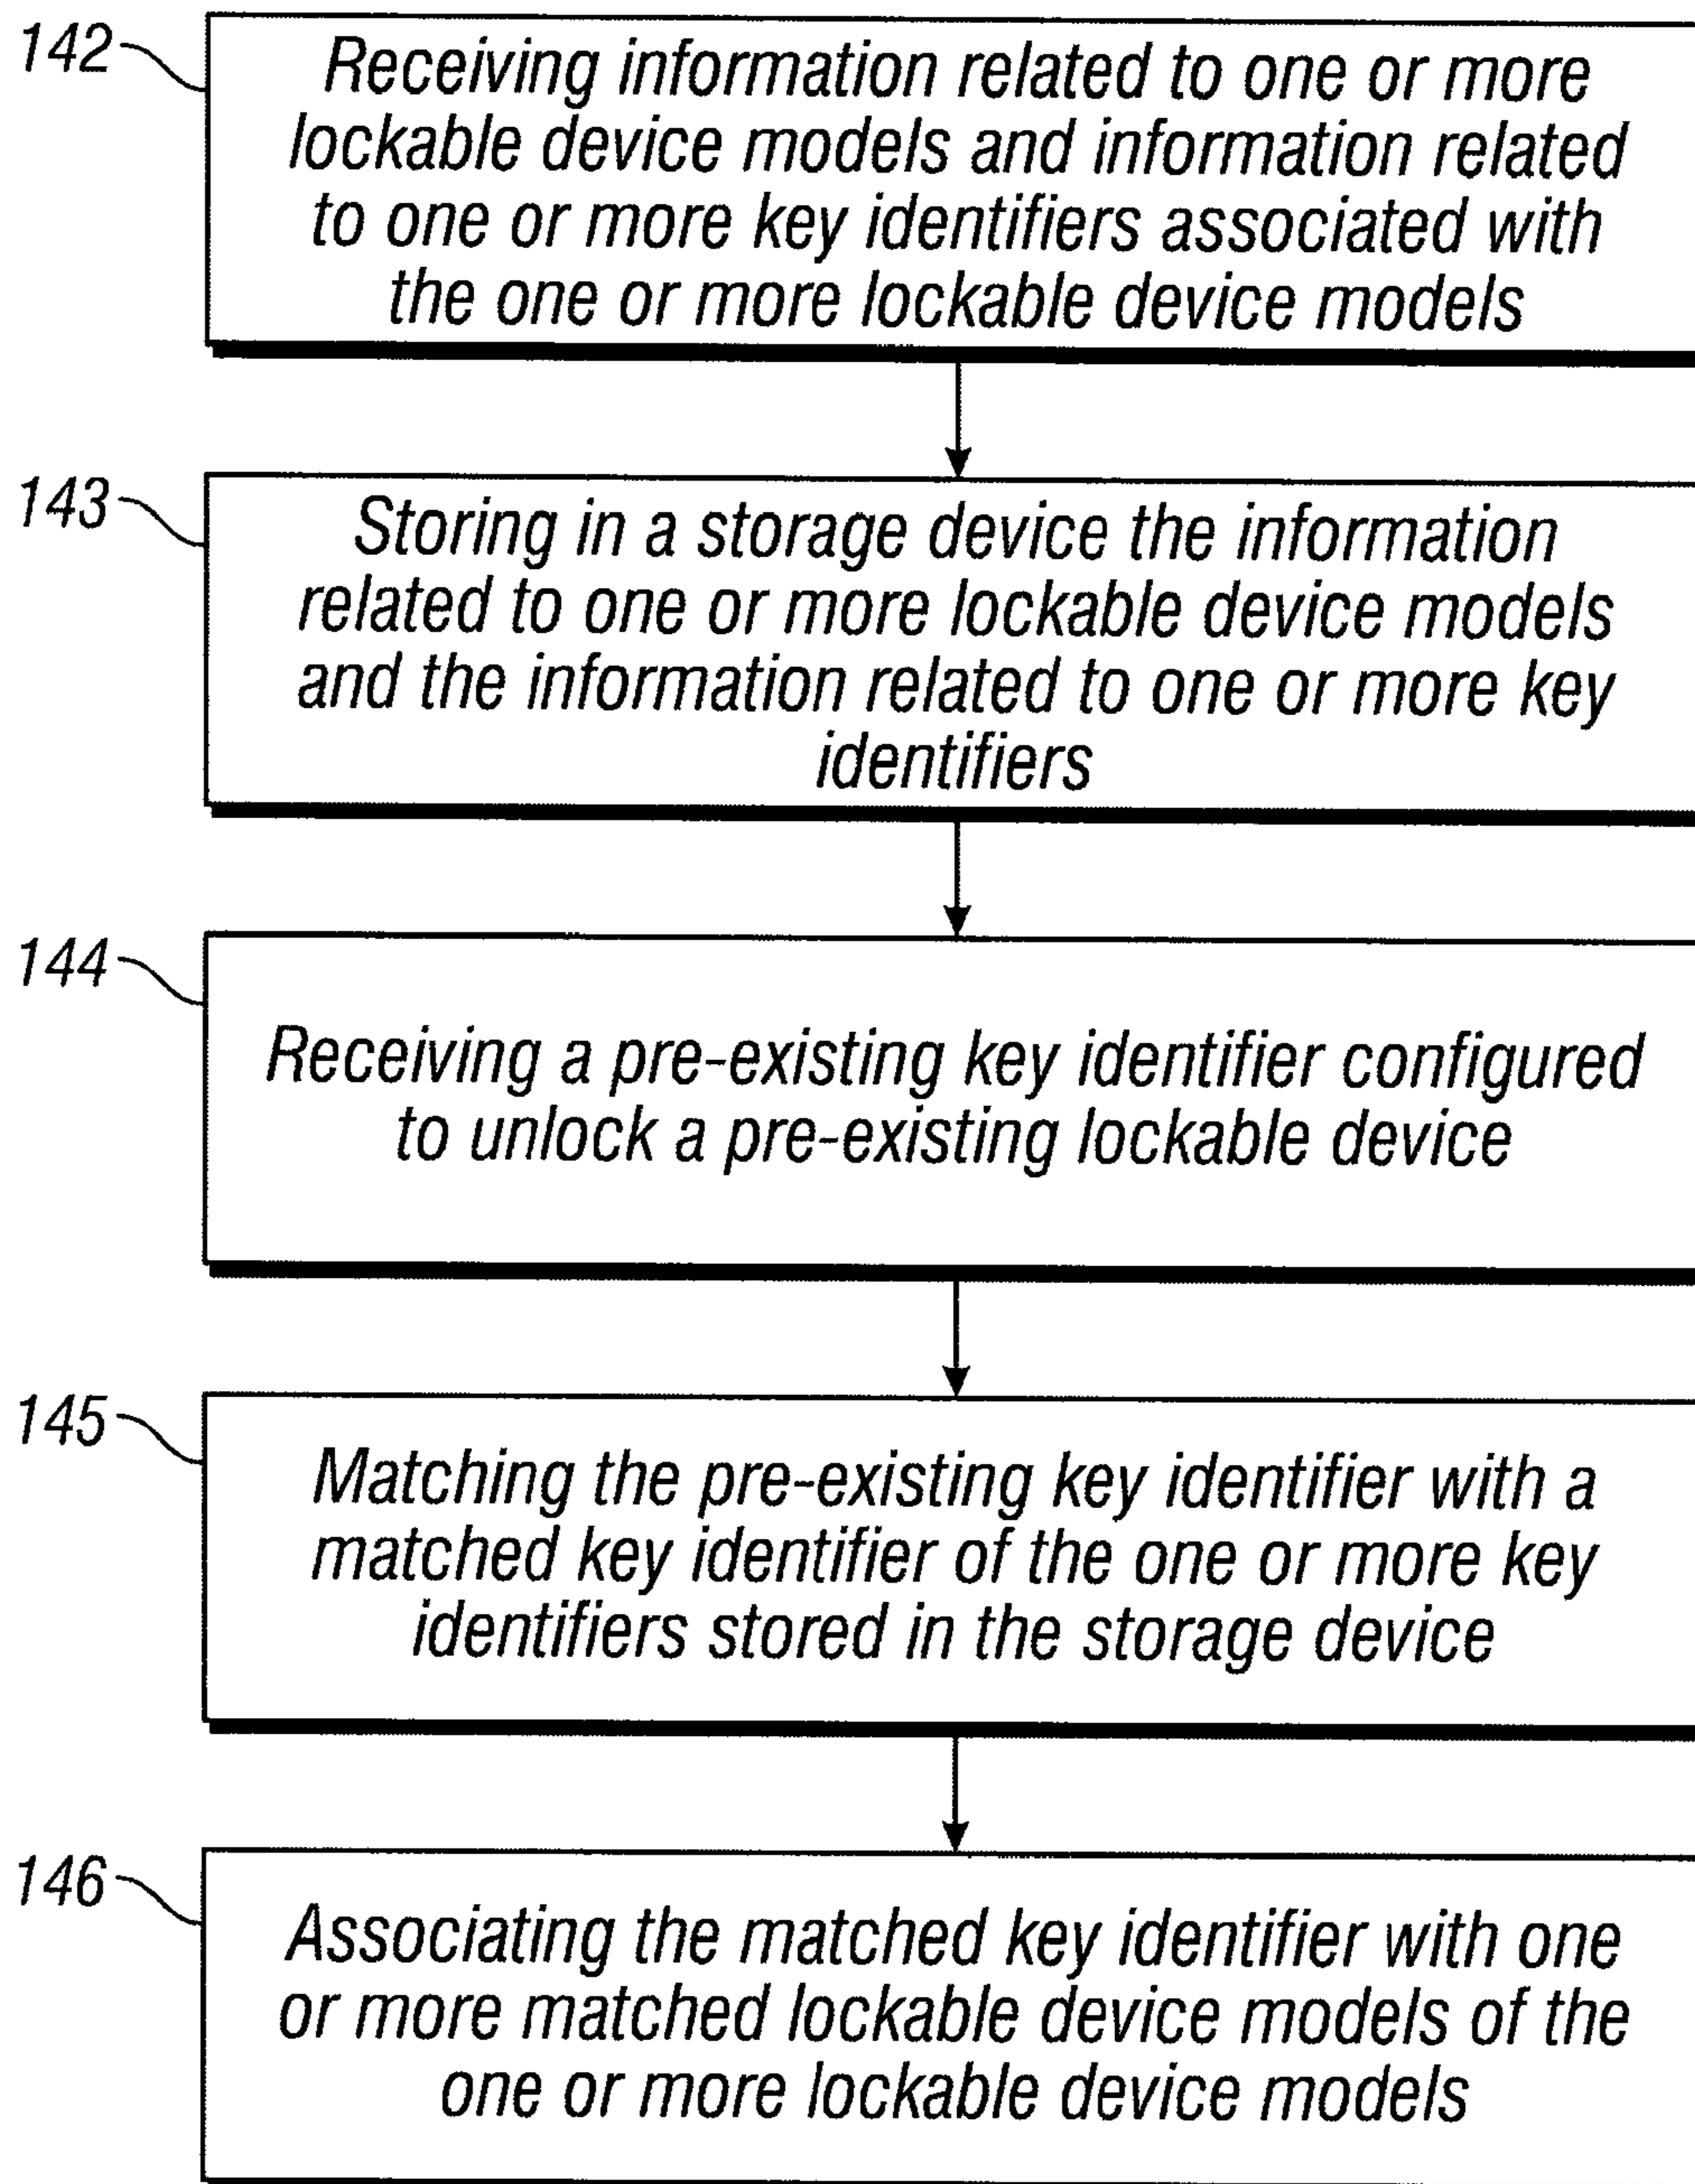 142
Receiving information related to one or more
lockable device models and information related
to one or more key identifiers associated with
the one or more lockable device models
143
Storing in a storage device the information
related to one or more lockable device models
and the information related to one or more key
identifiers
144
Receiving a pre-existing key identifier configured
to unlock a pre-existing lockable device
145
Matching the pre-existing key identifier with a
matched key identifier of the one or more key
identifiers stored in the storage device
146
Associating the matched key identifier with one
or more matched lockable device models of the
one or more lockable device models